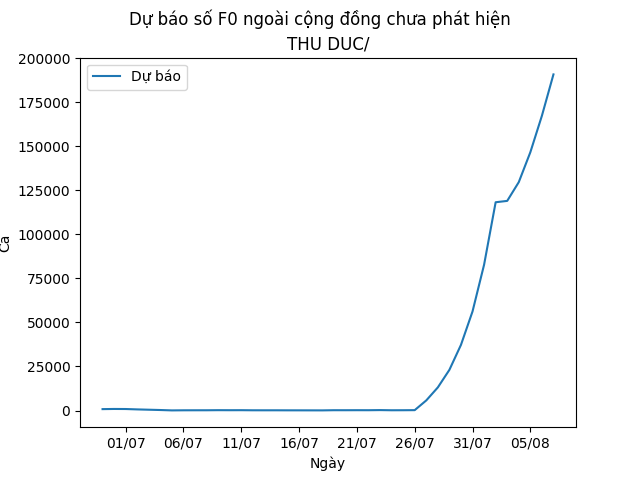 Dự báo số F0 ngoài cộng đồng chưa phát hiện
THU DUC/
Dự báo
200000
175000
150000
125000
100000
75000
50000
25000
0
Ca
01/07 06/07 11/07 16/07 21/07 26/07 31/07 05/08
Ngày